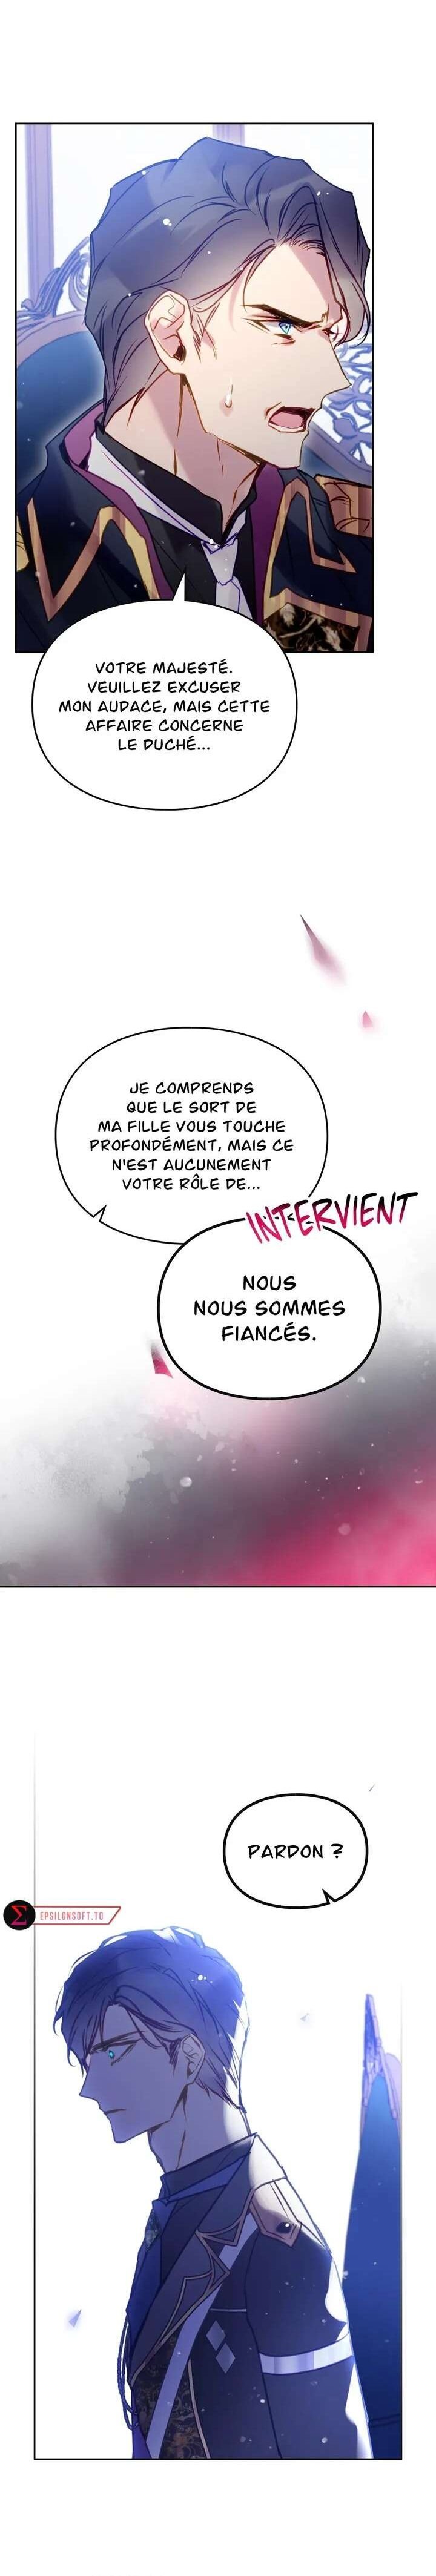 VOTRE MAJESTÉ.
VEUILLEZ EXCUSER
MON AUDACE, MAIS CETTE
AFFAIRE CONCERNE
LE DUCHÉ...
JE COMPRENDS
QUE LE SORT DE
MA FILLE VOUS TOUCHE
PROFONDÉMENT, MAIS CE
N'EST AUCUNEMENT
VOTRE RÔLE DE...
INTERVIENT
NOUS
NOUS SOMMES
FIANCÉS.
PARDON ?
EPSILONSOFT.TO